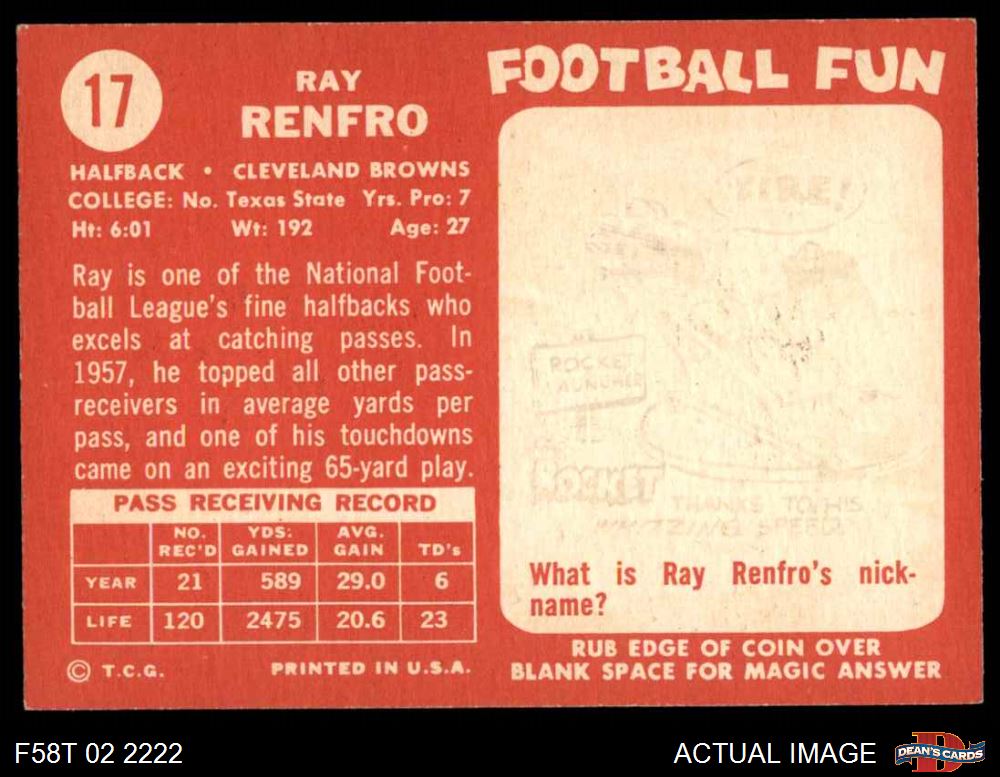 17
RAY
RENFRO
HALFBACK • CLEVELAND BROWNS
COLLEGE: No. Texas State Yrs. Pro: 7
Ht: 6:01 Wt: 192 Age: 27
Ray is one of the National Foot-
ball League's fine halfbacks who
excels at catching passes. In
1957, he topped all other pass-
receivers in average yards per
pass, and one of his touchdowns
came on an exciting 65-yard play.
PASS RECEIVING RECORD
NO. REC'D YDS: GAINED AVG. GAIN TD's
YEAR 21 589 29.0 6
LIFE 120 2475 20.6 23
© T.C.G. PRINTED IN U.S.A.
FOOTBALL FUN
FIRE!
ROCKET
LAUNCHER
ROCKET
THANKS TO HIS
AMAZING SPEED
What is Ray Renfro's nick-
name?
RUB EDGE OF COIN OVER
BLANK SPACE FOR MAGIC ANSWER
F58T 02 2222
ACTUAL IMAGE
D
DEAN'S CARDS